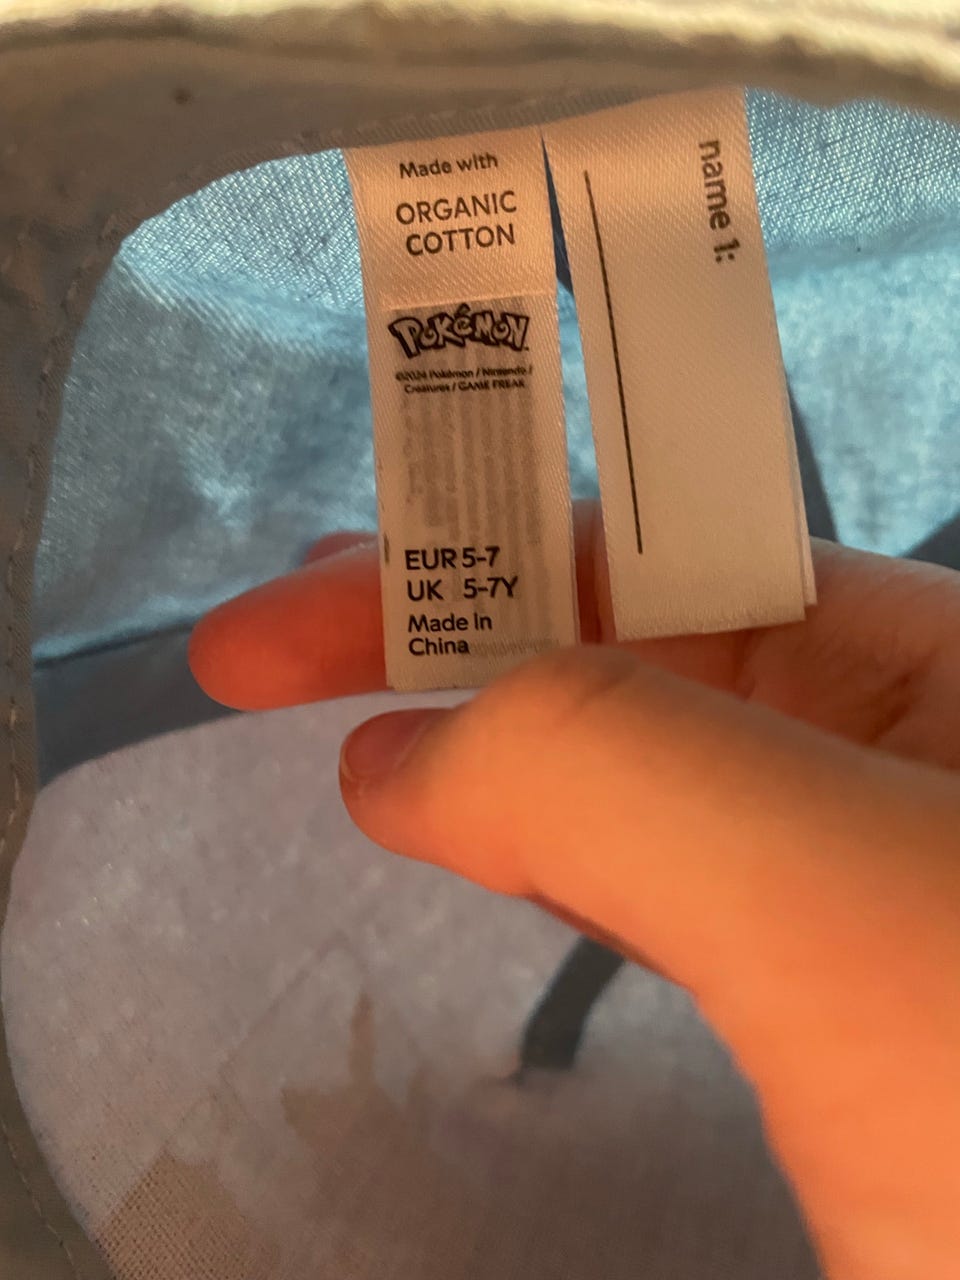 Made with
ORGANIC
COTTON
POKéMON
©2024 Pokémon / Nintendo /
Creatures / GAME FREAK
EUR 5-7
UK 5-7Y
Made in
China
name 1: